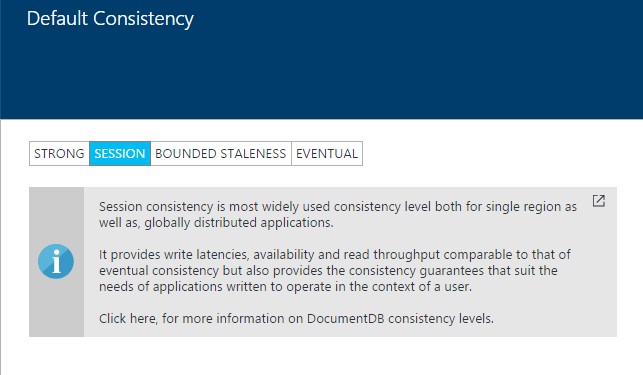 Default Consistency
STRONG SESSION BOUNDED STALENESS EVENTUAL
Session consistency is most widely used consistency level both for single region as
well as, globally distributed applications.
It provides write latencies, availability and read throughput comparable to that of
eventual consistency but also provides the consistency guarantees that suit the
needs of applications written to operate in the context of a user.
Click here, for more information on DocumentDB consistency levels.